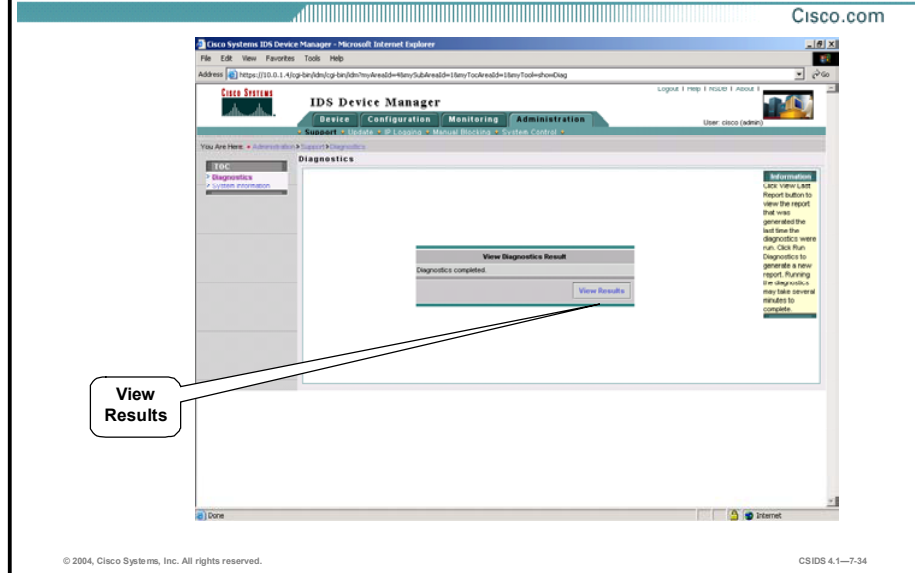 Cisco.com
Cisco Systems IDS Device Manager - Microsoft Internet Explorer
File Edit View Favorites Tools Help
Address https://10.0.1.4/cgi-bin/idm/cgi-bin/idm?myAreaId=4&mySubAreaId=1&myTocAreaId=1&myTool=showDiag Go
Cisco Systems
Logout | Help | NSDB | About |
IDS Device Manager
Device Configuration Monitoring Administration
User: cisco (admin)
Support Update IP Logging Manual Blocking System Control
You Are Here: Administration Support Diagnostics
TOC
Diagnostics
System Information
Diagnostics
View Diagnostics Result
Diagnostics completed.
View Results
Information
Click View Last
Report button to
view the report
that was
generated the
last time the
diagnostics were
run. Click Run
Diagnostics to
generate a new
report. Running
the diagnostics
may take several
minutes to
complete.
View
Results
Done Internet
© 2004, Cisco Systems, Inc. All rights reserved.
CSIDS 4.1—7-34